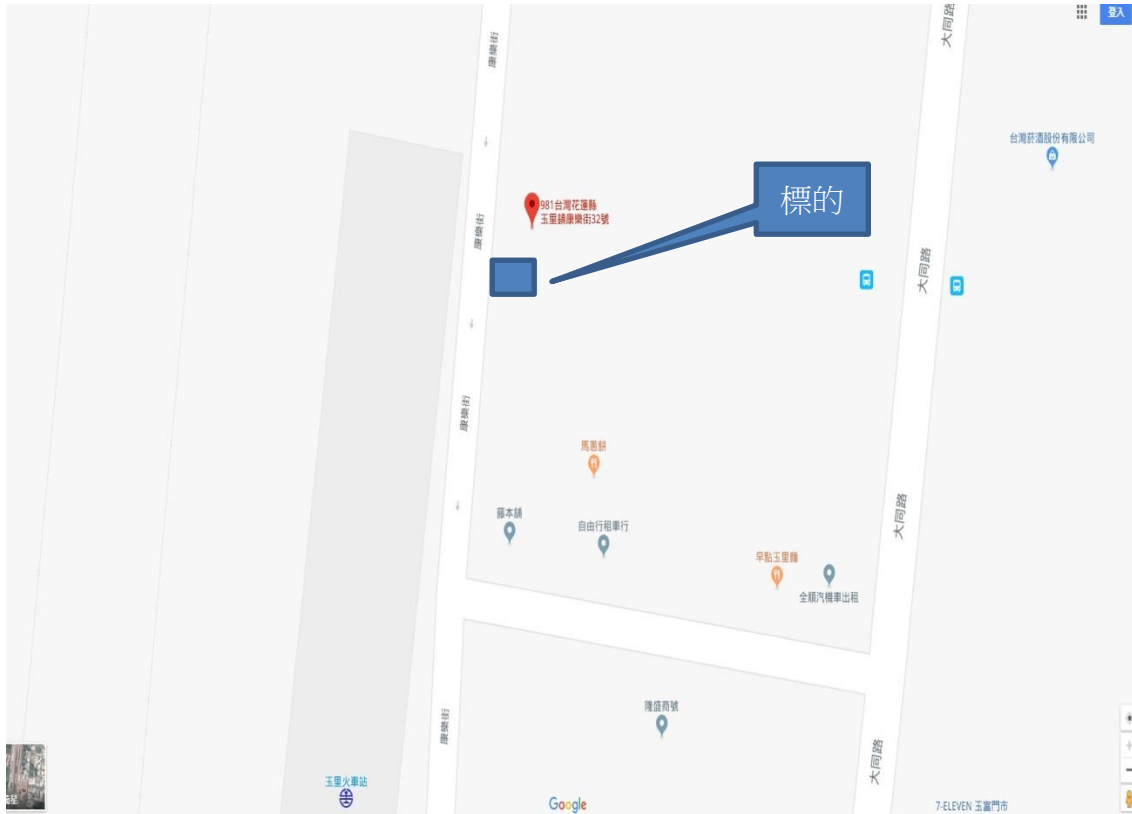 大同路
登入
康樂街
台灣菸酒股份有限公司
標的
981台灣花蓮縣
玉里鎮康樂街32號
康樂街
大同路
康樂街
馬蔥餅
藤本舖
自由行租車行
大同路
早點玉里麵
全順汽機車出租
隆盛商號
康樂街
大同路
玉里火車站
Google
7-ELEVEN 玉富門市